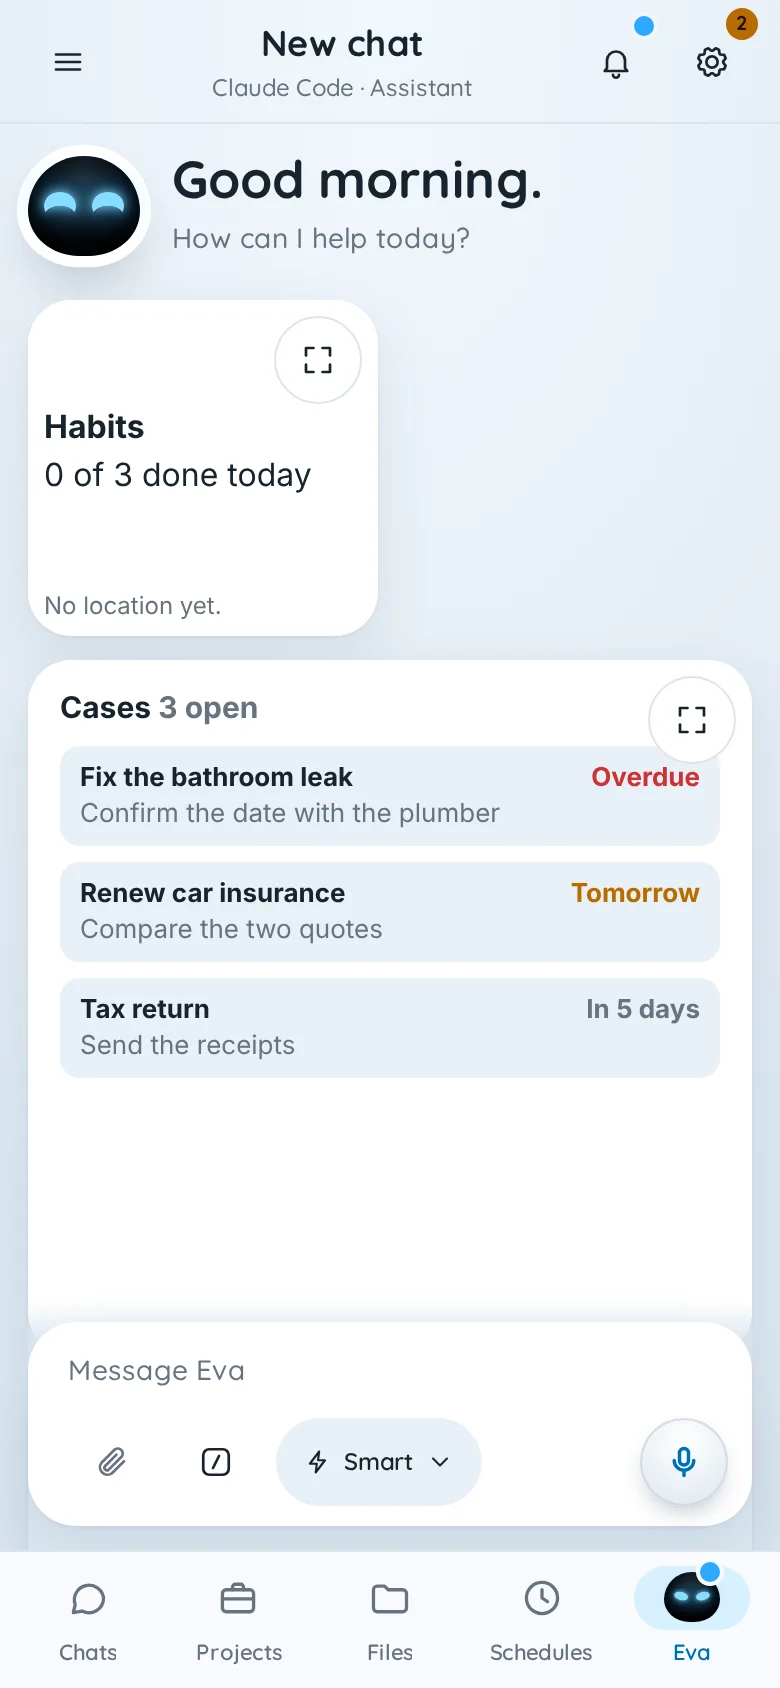 New chat
2
Claude Code · Assistant
Good morning.
How can I help today?
Habits
0 of 3 done today
No location yet.
Cases 3 open
Fix the bathroom leak Overdue
Confirm the date with the plumber
Renew car insurance Tomorrow
Compare the two quotes
Tax return In 5 days
Send the receipts
Message Eva
Smart
Chats Projects Files Schedules Eva